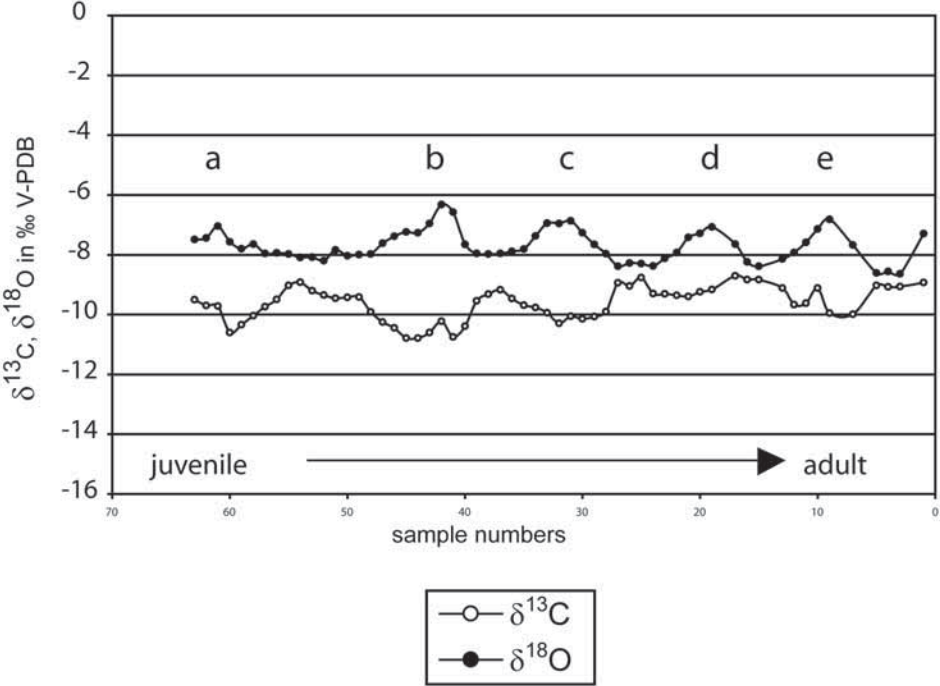 0
-2
-4
-6
-8
-10
-12
-14
-16
δ¹³C, δ¹⁸O in ‰ V-PDB
a b c d e
juvenile adult
70 60 50 40 30 20 10 0
sample numbers
δ¹³C
δ¹⁸O